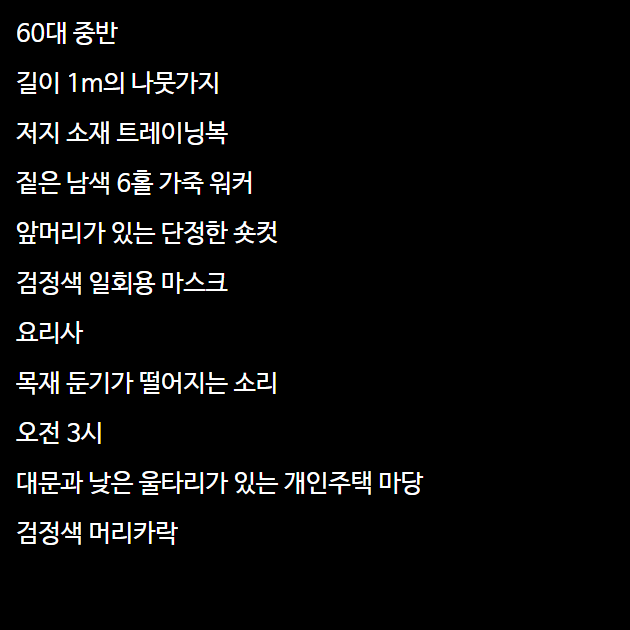 60대 중반
길이 1m의 나뭇가지
저지 소재 트레이닝복
짙은 남색 6홀 가죽 워커
앞머리가 있는 단정한 숏컷
검정색 일회용 마스크
요리사
목재 둔기가 떨어지는 소리
오전 3시
대문과 낮은 울타리가 있는 개인주택 마당
검정색 머리카락